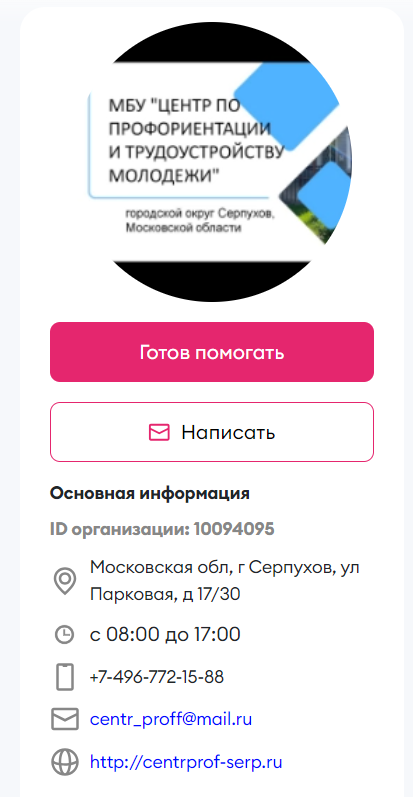 МБУ "ЦЕНТР ПО
ПРОФОРИЕНТАЦИИ
И ТРУДОУСТРОЙСТВУ
МОЛОДЕЖИ"
городской округ Серпухов,
Московской области
Готов помогать
Написать
Основная информация
ID организации: 10094095
Московская обл, г Серпухов, ул
Парковая, д 17/30
с 08:00 до 17:00
+7-496-772-15-88
centr_proff@mail.ru
http://centrprof-serp.ru